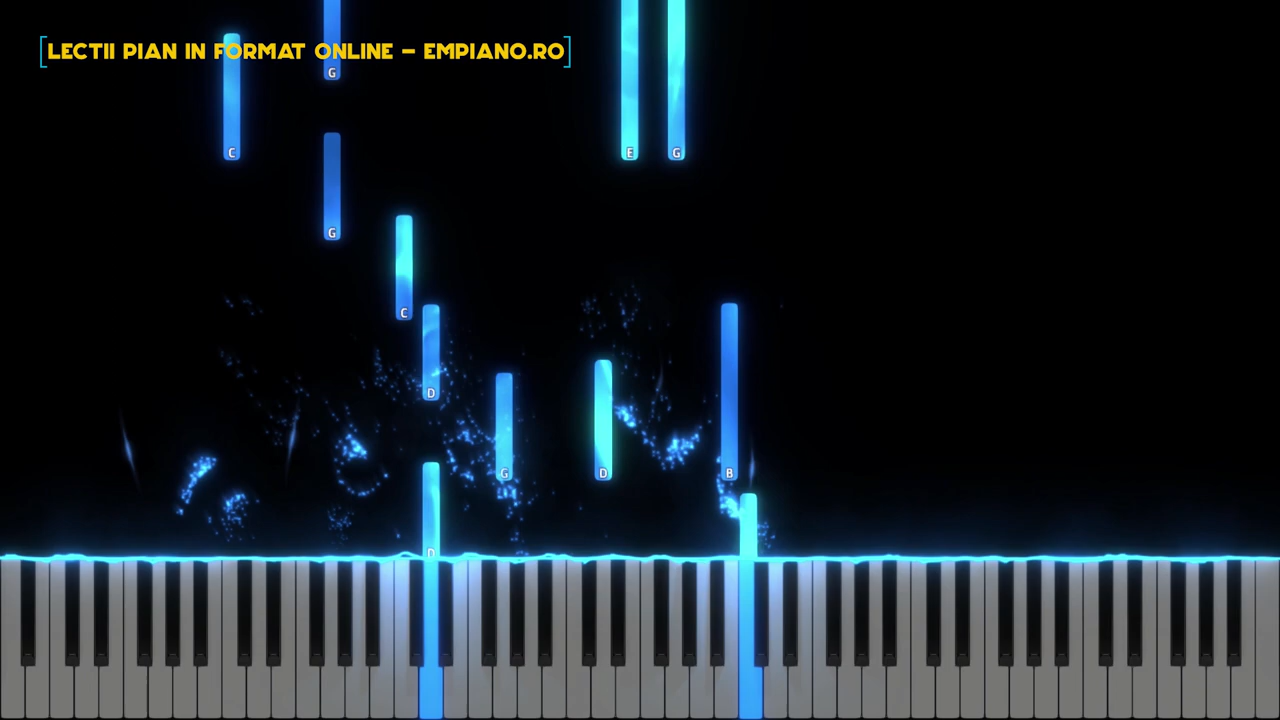 [LECTII PIAN IN FORMAT ONLINE – EMPIANO.RO]
G
C
E
G
G
C
D
G
D
B
D